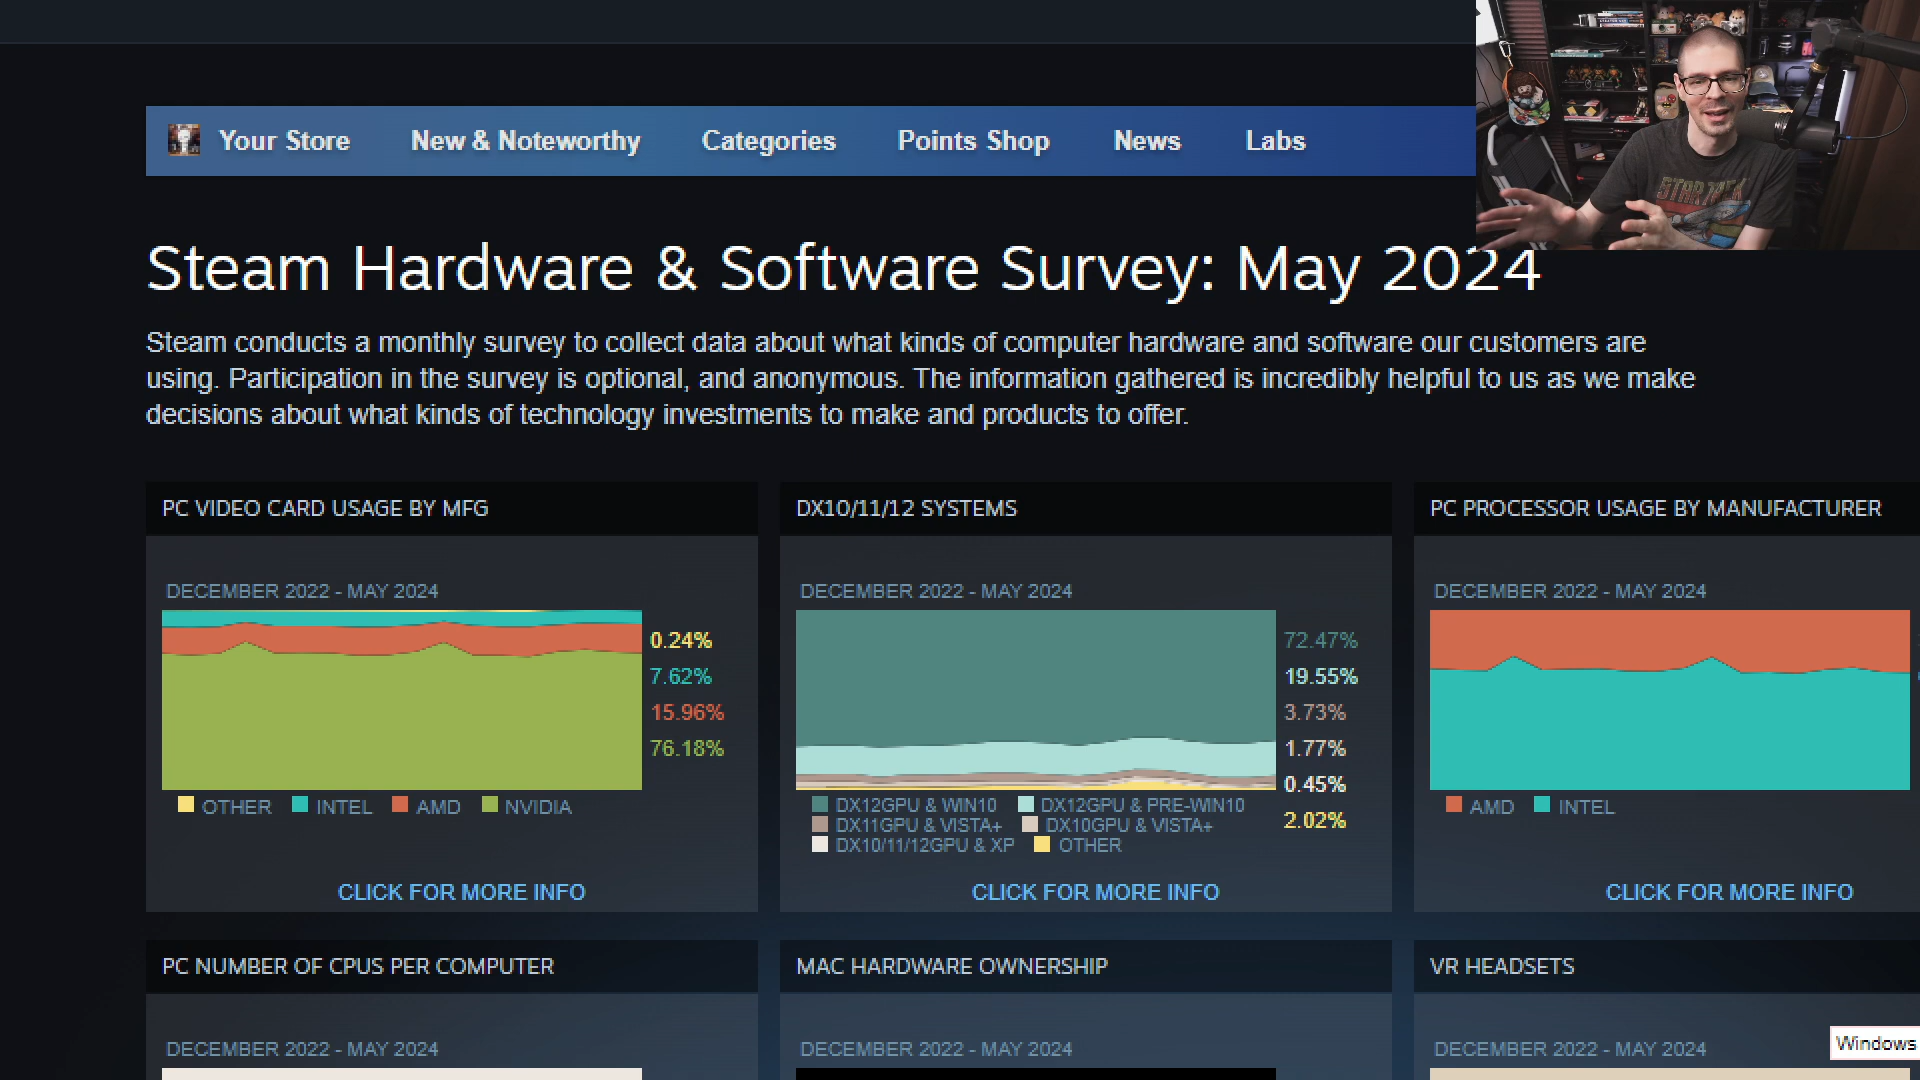 Your Store
New & Noteworthy
Categories
Points Shop
News
Labs
STAR TREK
Steam Hardware & Software Survey: May 2024
Steam conducts a monthly survey to collect data about what kinds of computer hardware and software our customers are
using. Participation in the survey is optional, and anonymous. The information gathered is incredibly helpful to us as we make
decisions about what kinds of technology investments to make and products to offer.
PC VIDEO CARD USAGE BY MFG
DECEMBER 2022 - MAY 2024
0.24%
7.62%
15.96%
76.18%
OTHER INTEL AMD NVIDIA
CLICK FOR MORE INFO
DX10/11/12 SYSTEMS
DECEMBER 2022 - MAY 2024
72.47%
19.55%
3.73%
1.77%
0.45%
2.02%
DX12GPU & WIN10 DX12GPU & PRE-WIN10
DX11GPU & VISTA+ DX10GPU & VISTA+
DX10/11/12GPU & XP OTHER
CLICK FOR MORE INFO
PC PROCESSOR USAGE BY MANUFACTURER
DECEMBER 2022 - MAY 2024
AMD INTEL
CLICK FOR MORE INFO
PC NUMBER OF CPUS PER COMPUTER
DECEMBER 2022 - MAY 2024
MAC HARDWARE OWNERSHIP
DECEMBER 2022 - MAY 2024
VR HEADSETS
DECEMBER 2022 - MAY 2024
Windows